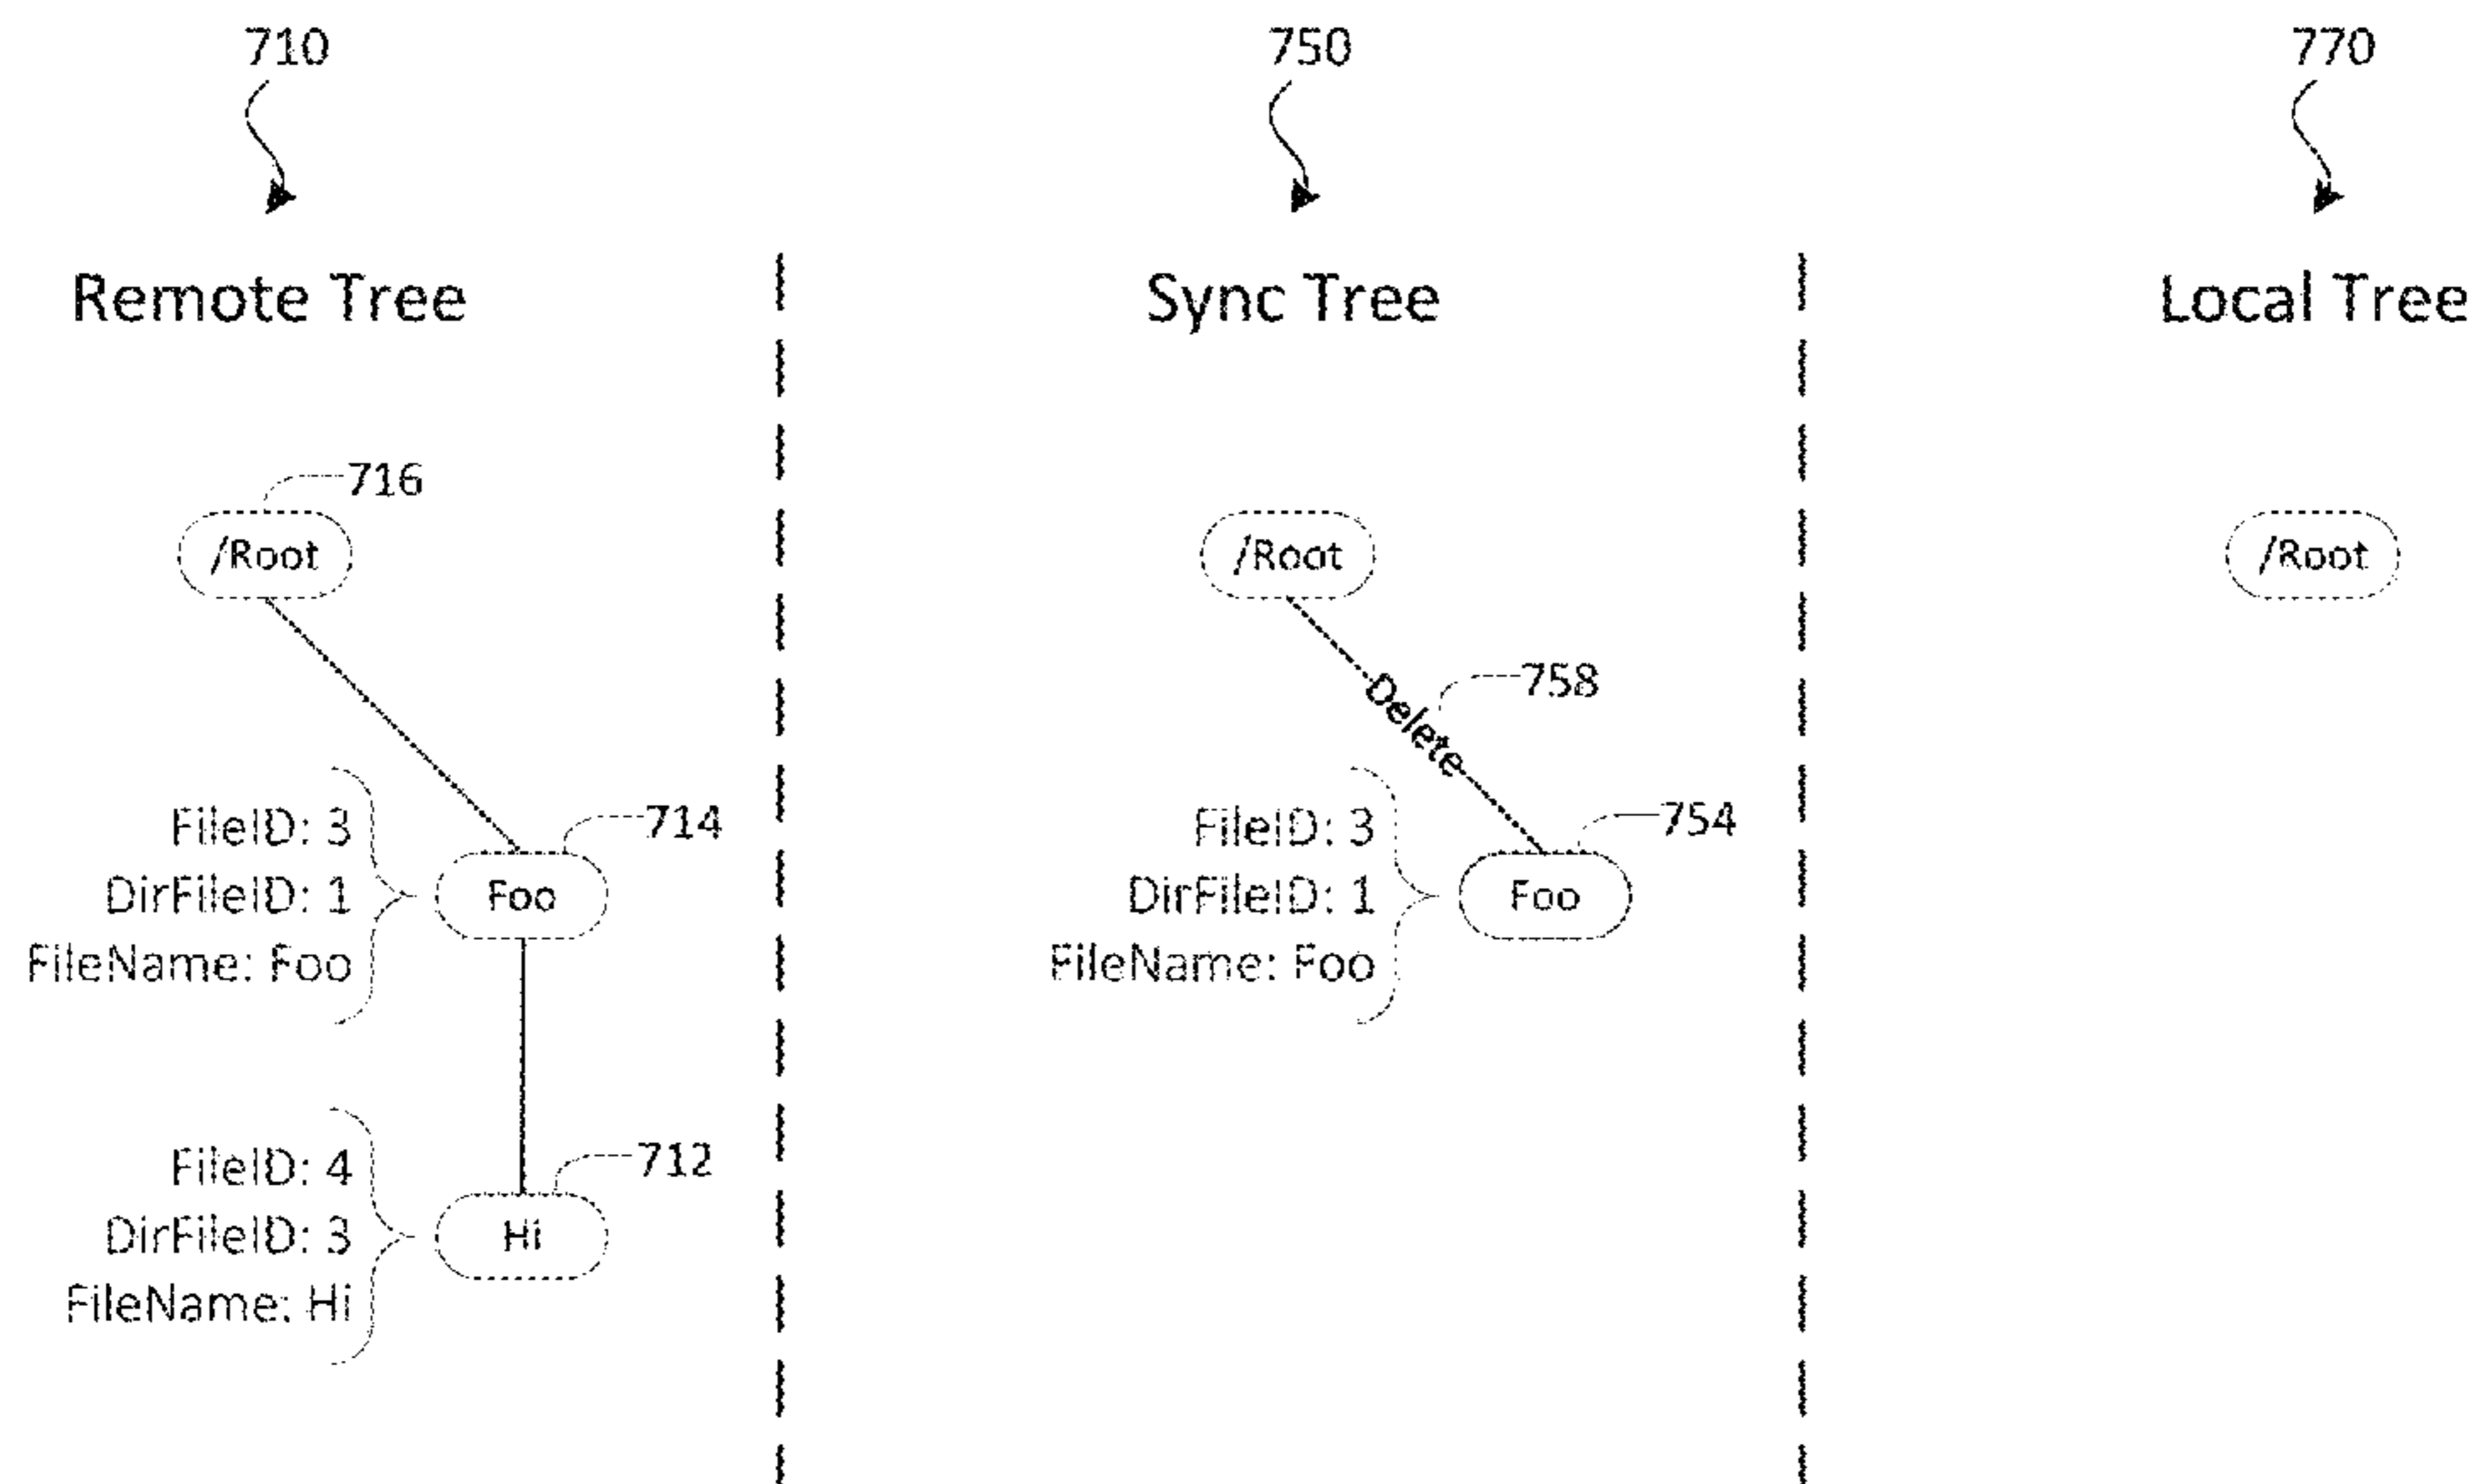 710
750
770
Remote Tree
Sync Tree
Local Tree
716
/Root
/Root
/Root
Delete
758
FileID: 3
DirFileID: 1
FileName: Foo
714
Foo
FileID: 3
DirFileID: 1
FileName: Foo
754
Foo
FileID: 4
DirFileID: 3
FileName: Hi
712
Hi